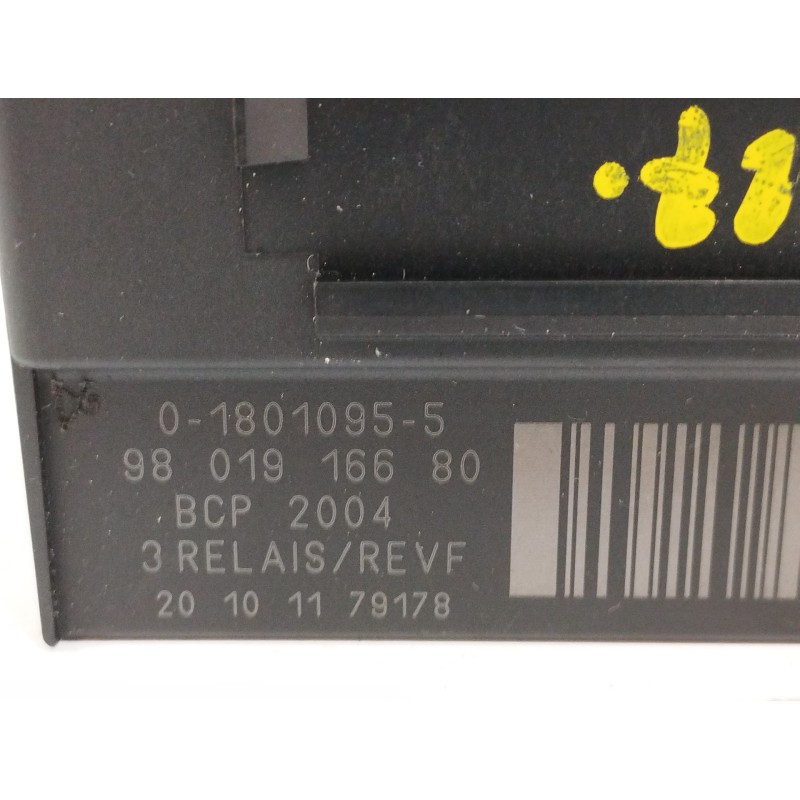 0-1801095-5
98 019 166 80
BCP 2004
3 RELAIS/REVF
20 10 11 79178